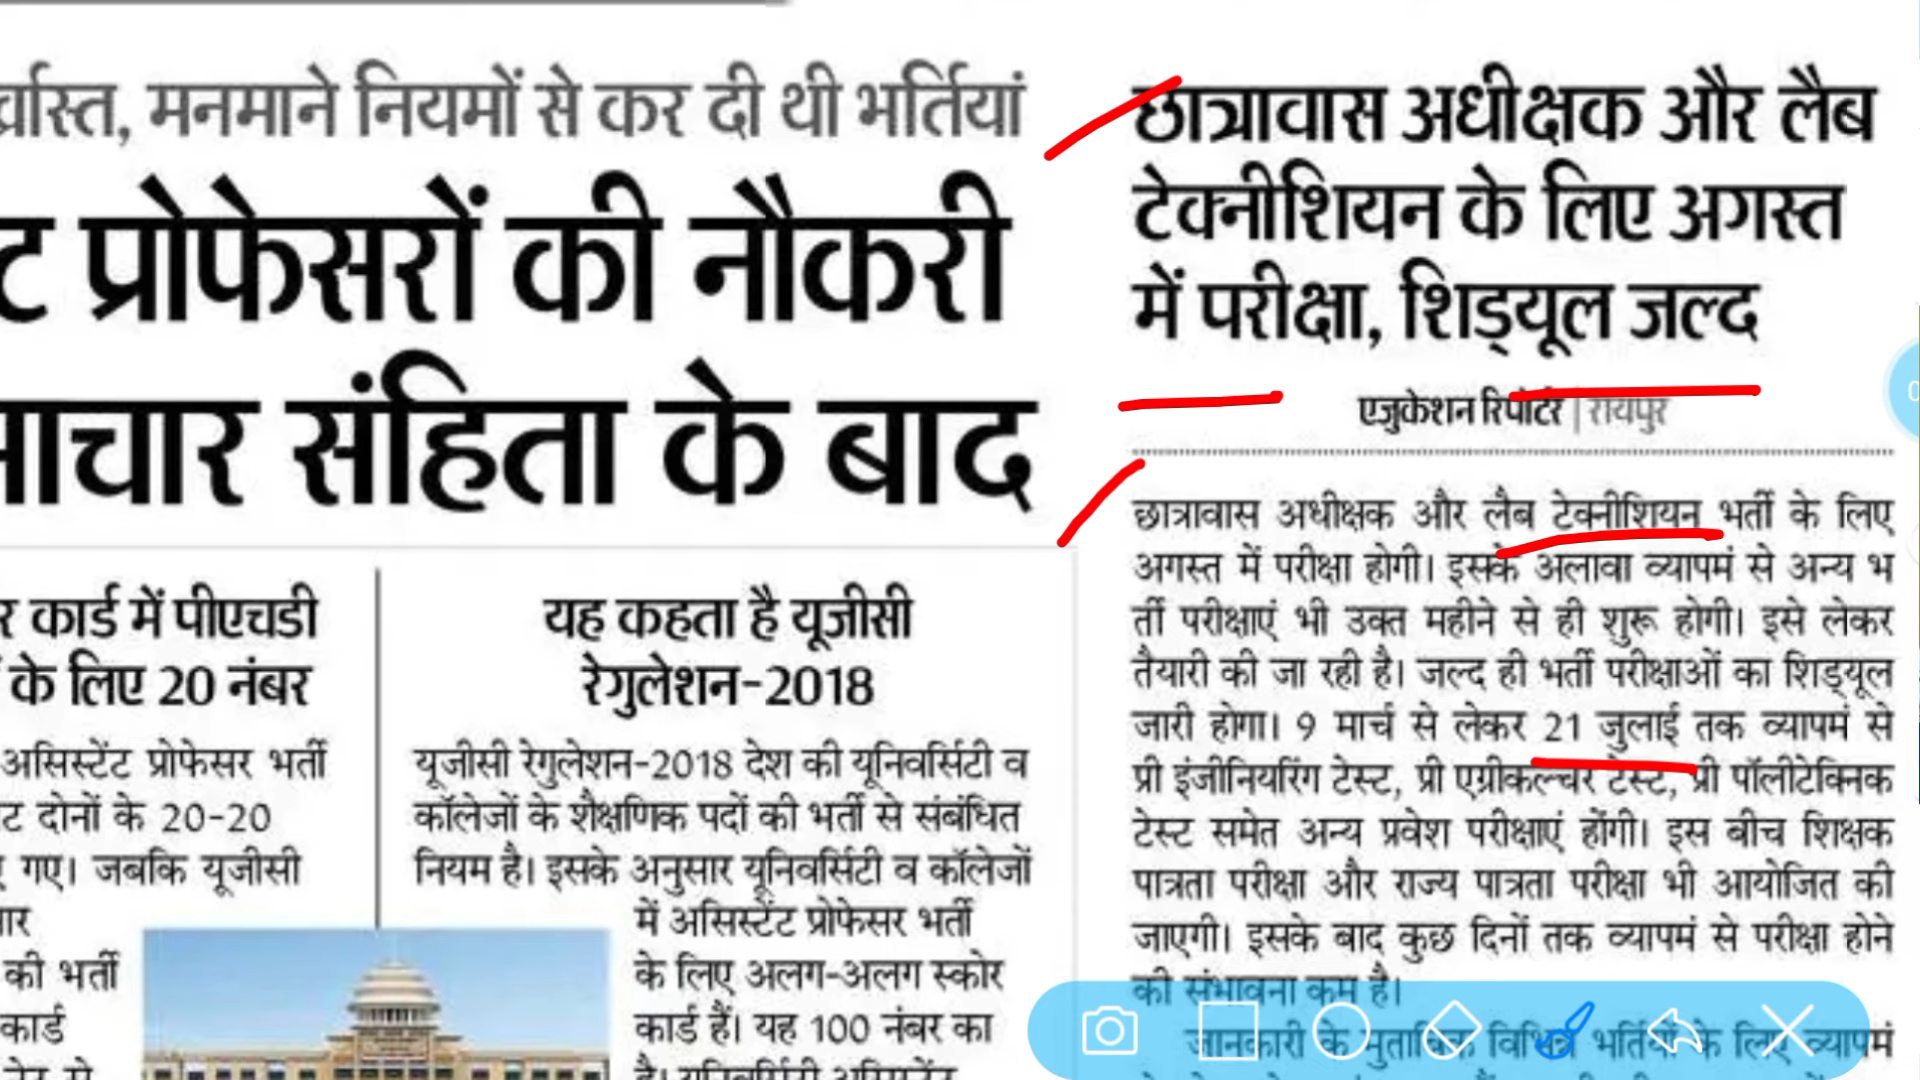 मनमाने नियमों से कर दी थी भर्तियां
प्रोफेसरों की नौकरी
संहिता के बाद
कार्ड में पीएचडी
के लिए 20 नंबर
असिस्टेंट प्रोफेसर भर्ती
दोनों के 20-20
गए। जबकि यूजीसी
की भर्ती
कार्ड
यह कहता है यूजीसी
रेगुलेशन-2018
यूजीसी रेगुलेशन-2018 देश की यूनिवर्सिटी व
कॉलेजों के शैक्षणिक पदों की भर्ती से संबंधित
नियम है। इसके अनुसार यूनिवर्सिटी व कॉलेजों
में असिस्टेंट प्रोफेसर भर्ती
के लिए अलग-अलग स्कोर
कार्ड हैं। यह 100 नंबर का
छात्रावास अधीक्षक और लैब
टेक्नीशियन के लिए अगस्त
में परीक्षा, शिड्यूल जल्द
एजुकेशन रिपोर्टर | रायपुर
छात्रावास अधीक्षक और लैब टेक्नीशियन भर्ती के लिए
अगस्त में परीक्षा होगी। इसके अलावा व्यापमं से अन्य भ
र्ती परीक्षाएं भी उक्त महीने से ही शुरू होगी। इसे लेकर
तैयारी की जा रही है। जल्द ही भर्ती परीक्षाओं का शिड्यूल
जारी होगा। 9 मार्च से लेकर 21 जुलाई तक व्यापमं से
प्री इंजीनियरिंग टेस्ट, प्री एग्रीकल्चर टेस्ट, प्री पॉलीटेक्निक
टेस्ट समेत अन्य प्रवेश परीक्षाएं होंगी। इस बीच शिक्षक
पात्रता परीक्षा और राज्य पात्रता परीक्षा भी आयोजित की
जाएगी। इसके बाद कुछ दिनों तक व्यापमं से परीक्षा होने
की संभावना कम है।
जानकारी के मुताबिक विभिन्न भर्तियों के लिए व्यापमं